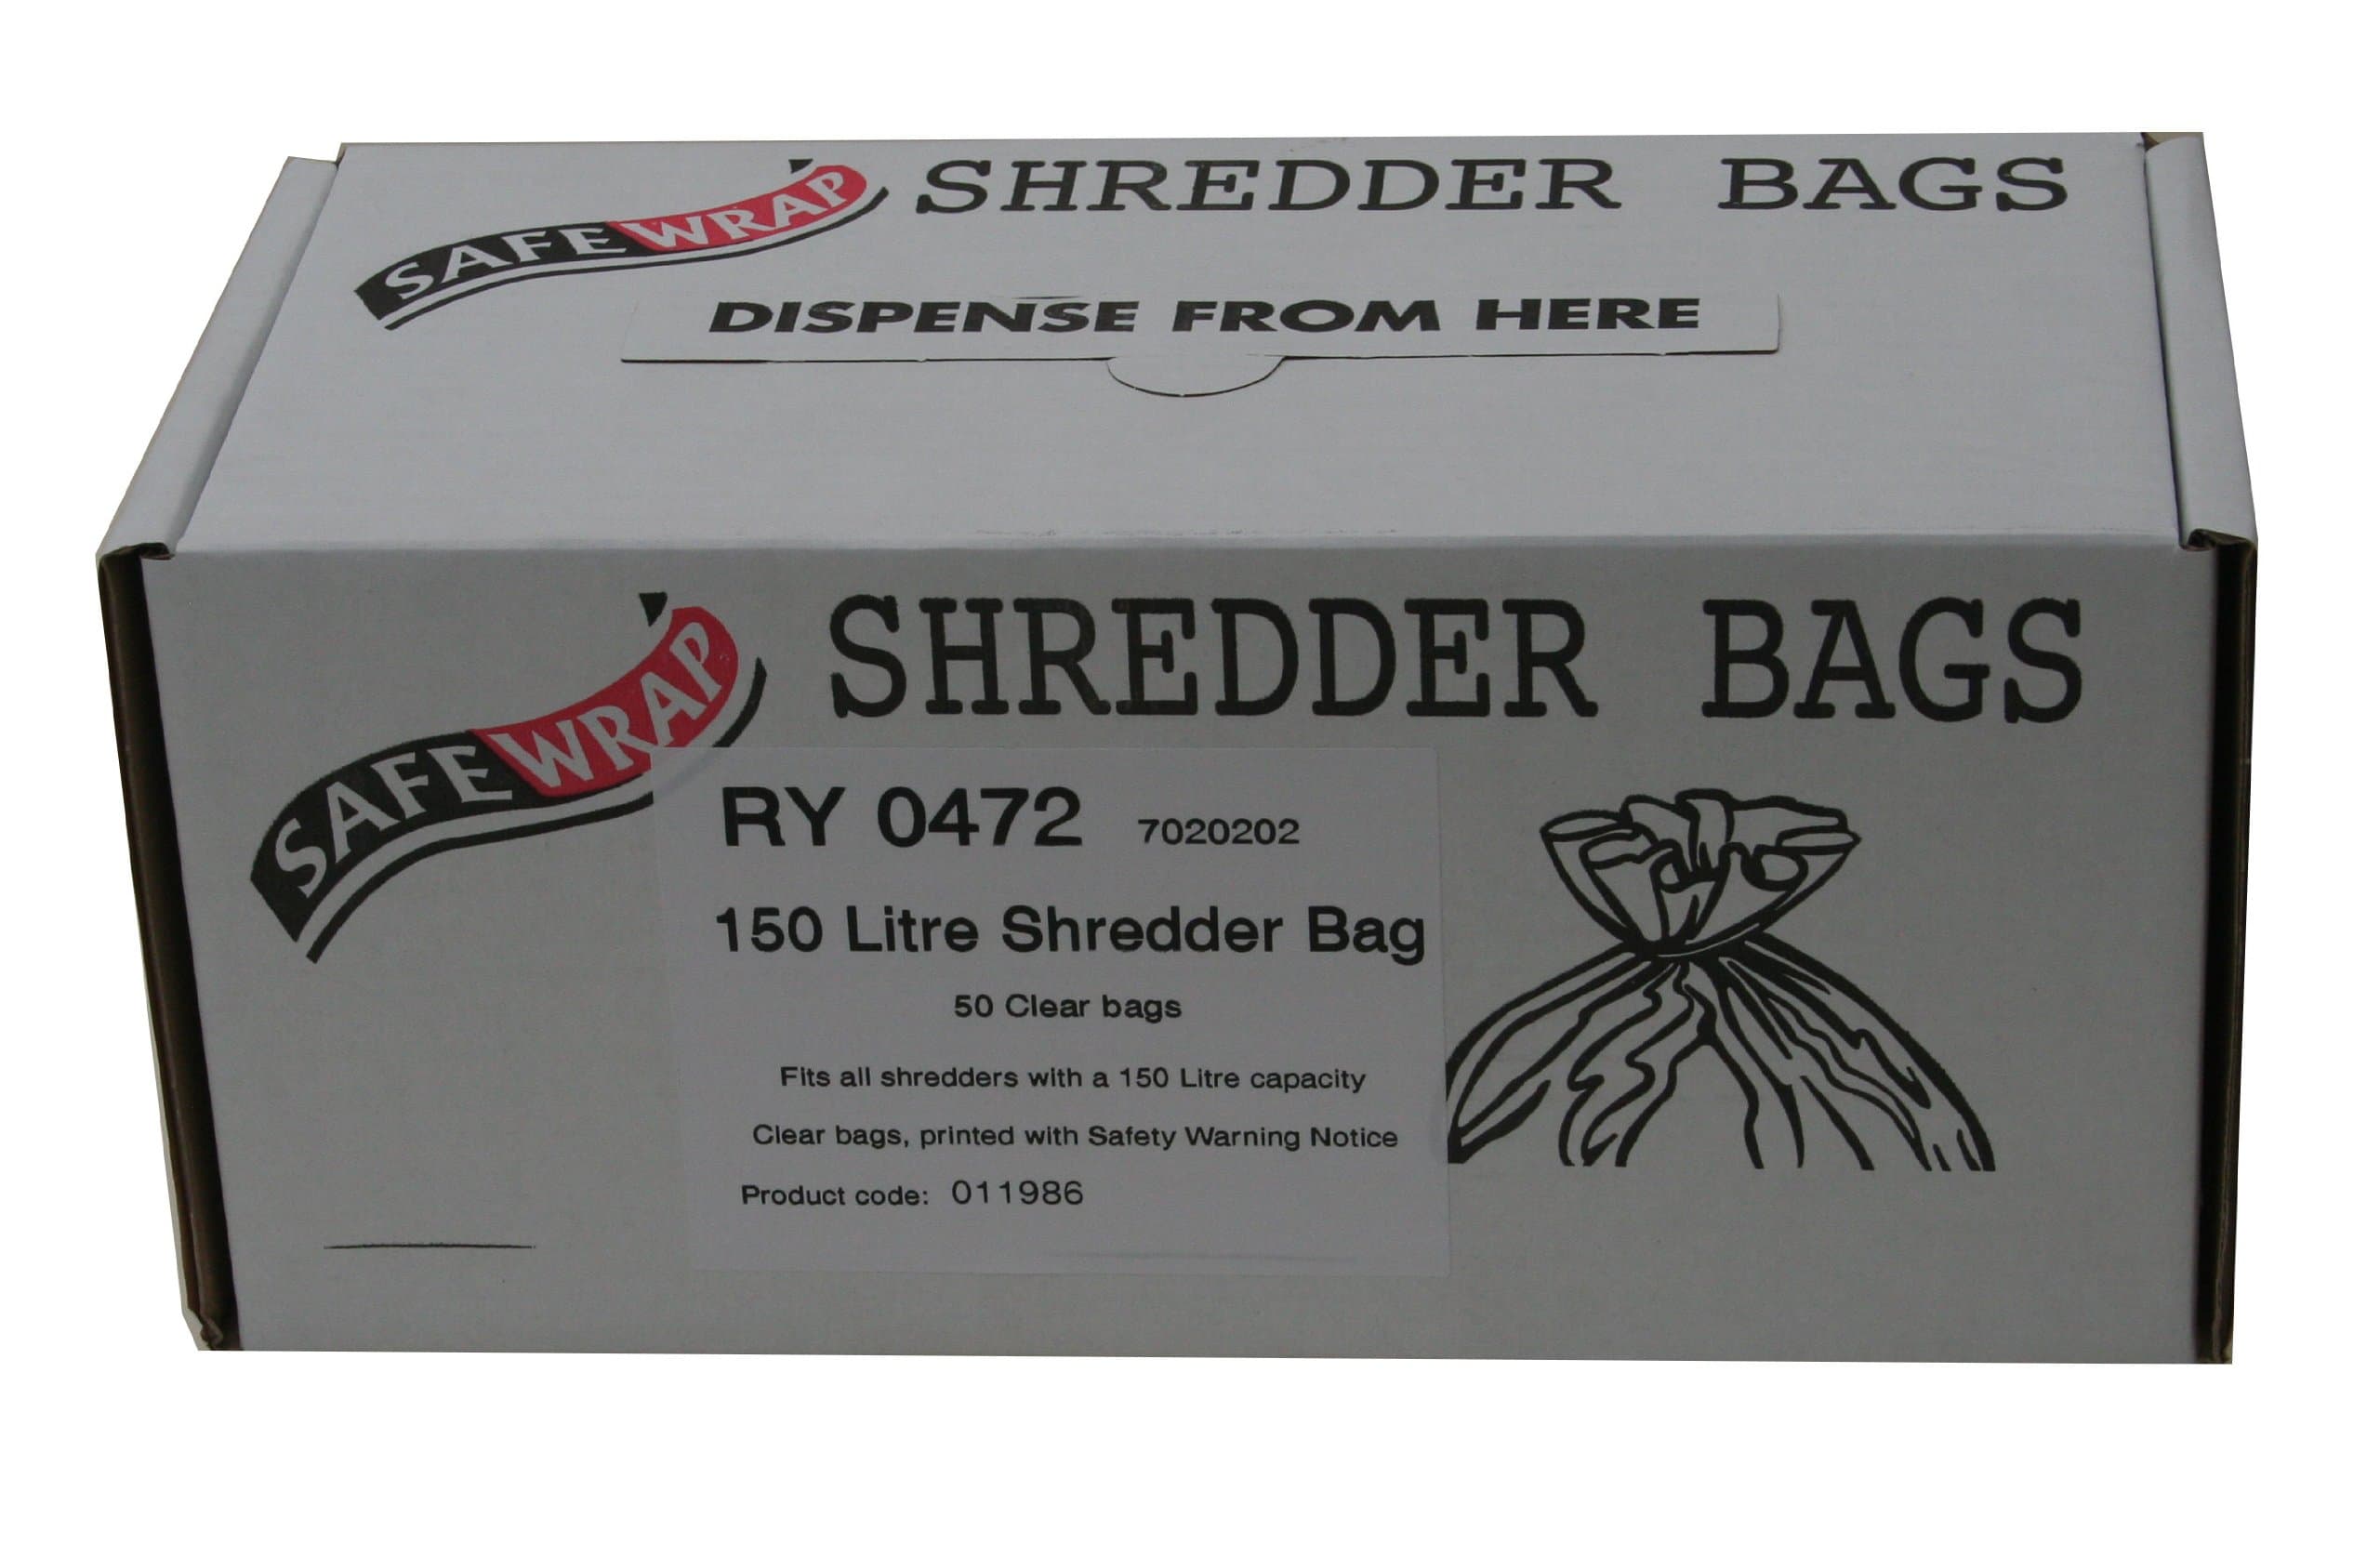 SAFEWRAP SHREDDER BAGS
DISPENSE FROM HERE
SAFEWRAP SHREDDER BAGS
RY 0472 7020202
150 Litre Shredder Bag
50 Clear bags
Fits all shredders with a 150 Litre capacity
Clear bags, printed with Safety Warning Notice
Product code: 011986